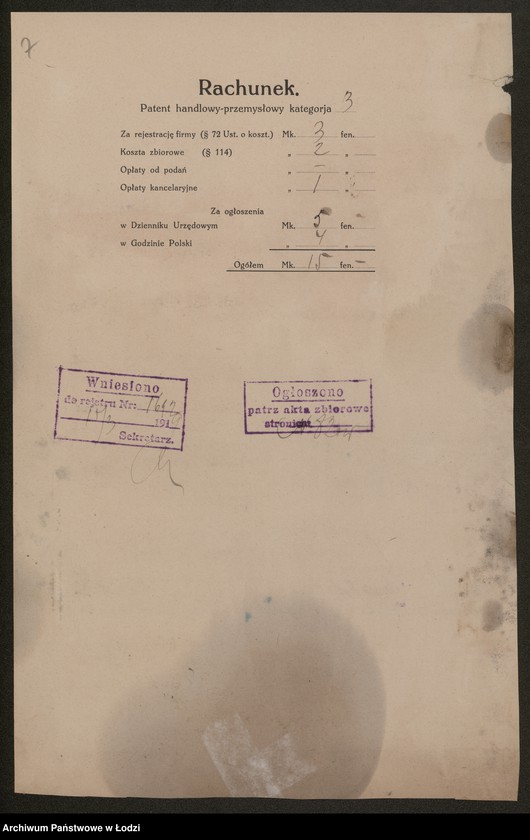 7
Rachunek.
Patent handlowy-przemysłowy kategorja 3
Za rejestrację firmy (§ 72 Ust. o koszt.) Mk. 3 fen.
Koszta zbiorowe (§ 114) „ 2 „
Opłaty od podań „ – „
Opłaty kancelaryjne „ 1 „
Za ogłoszenia
w Dzienniku Urzędowym Mk. 5 fen. –
w Godzinie Polski „ 4 „
Ogółem Mk. 15 fen. –
Wniesiono
do rejstru Nr:
191
Sekretarz.
Ogłoszono
patrz akta zbiorowe
stronica
Archiwum Państwowe w Łodzi